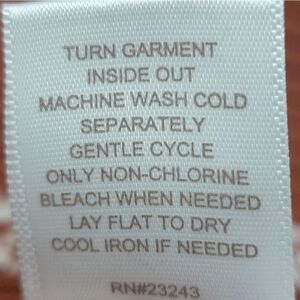 TURN GARMENT
INSIDE OUT
MACHINE WASH COLD
SEPARATELY
GENTLE CYCLE
ONLY NON-CHLORINE
BLEACH WHEN NEEDED
LAY FLAT TO DRY
COOL IRON IF NEEDED
RN#23243